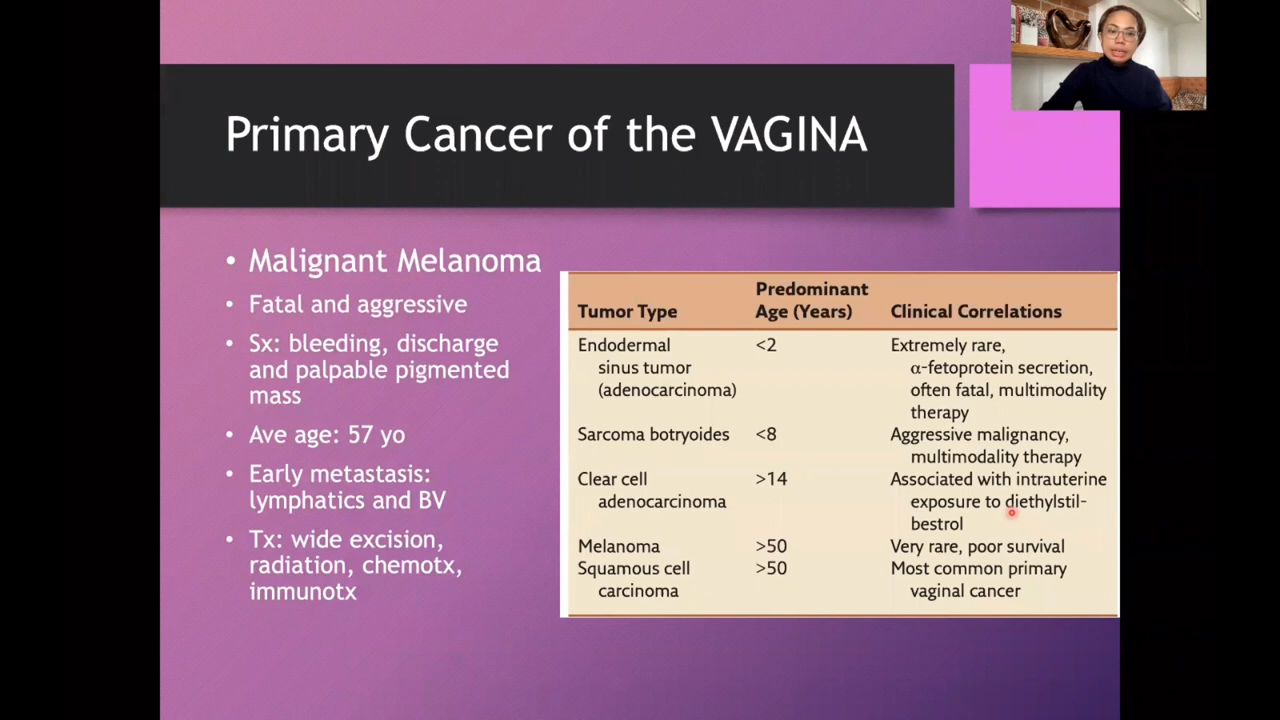 Primary Cancer of the VAGINA
• Malignant Melanoma
• Fatal and aggressive
• Sx: bleeding, discharge
and palpable pigmented
mass
• Ave age: 57 yo
• Early metastasis:
lymphatics and BV
• Tx: wide excision,
radiation, chemotx,
immunotx
Predominant
Tumor Type Age (Years) Clinical Correlations
Endodermal <2 Extremely rare,
sinus tumor α-fetoprotein secretion,
(adenocarcinoma) often fatal, multimodality
therapy
Sarcoma botryoides <8 Aggressive malignancy,
multimodality therapy
Clear cell >14 Associated with intrauterine
adenocarcinoma exposure to diethylstil-
bestrol
Melanoma >50 Very rare, poor survival
Squamous cell >50 Most common primary
carcinoma vaginal cancer